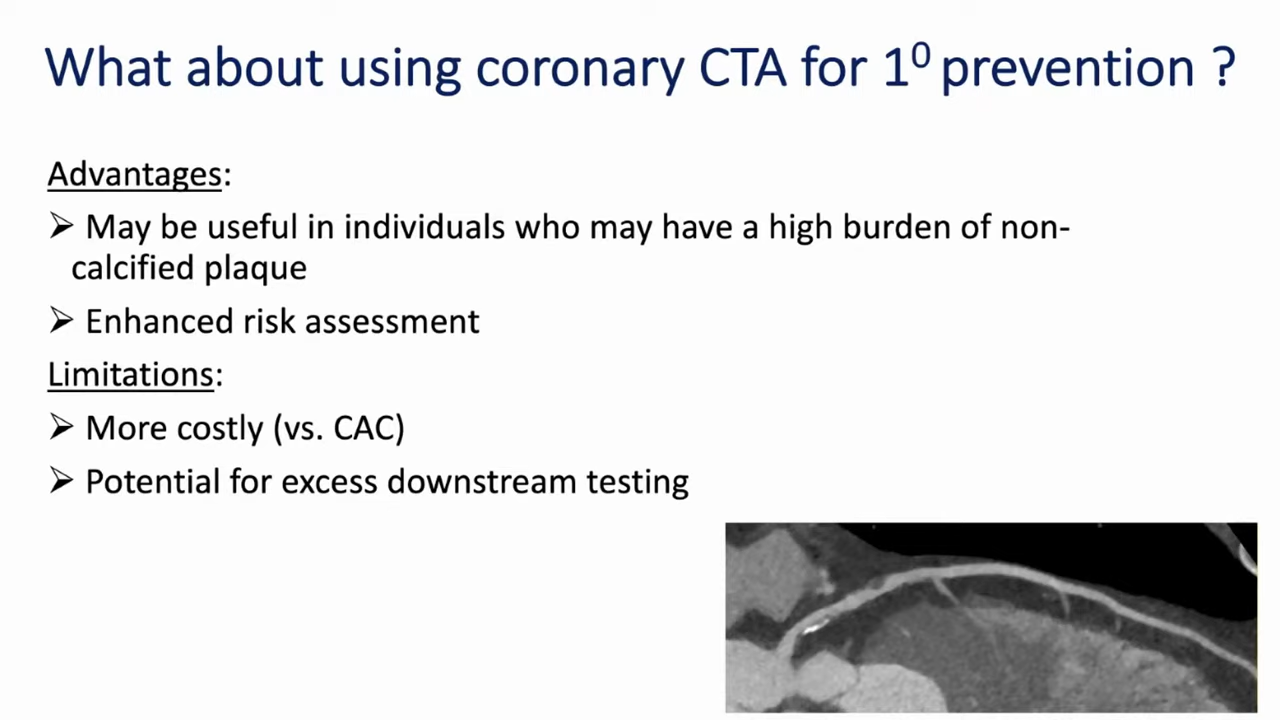 What about using coronary CTA for 1⁰ prevention ?
Advantages:
➢ May be useful in individuals who may have a high burden of non-
calcified plaque
➢ Enhanced risk assessment
Limitations:
➢ More costly (vs. CAC)
➢ Potential for excess downstream testing